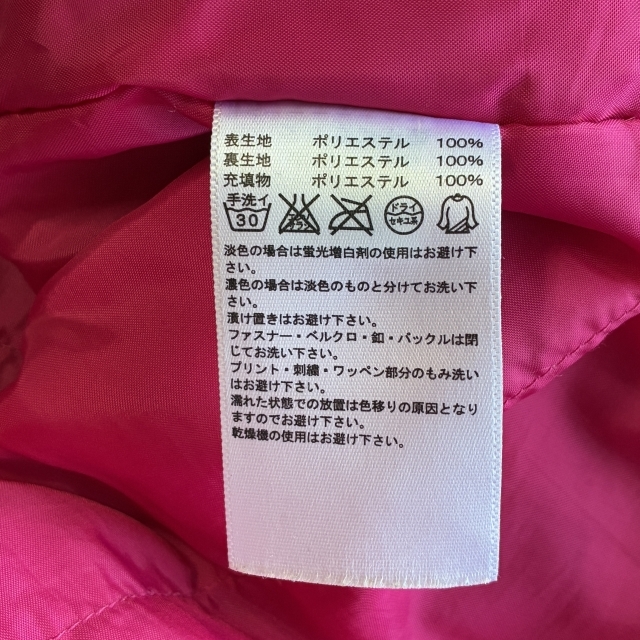 表生地 ポリエステル 100%
裏生地 ポリエステル 100%
充填物 ポリエステル 100%
手洗イ
30
エンソサラシ
ドライ
セキユ系
淡色の場合は蛍光増白剤の使用はお避け下
さい。
濃色の場合は淡色のものと分けてお洗い下
さい。
漬け置きはお避け下さい。
ファスナー・ベルクロ・釦・バックルは閉
じてお洗い下さい。
プリント・刺繍・ワッペン部分のもみ洗い
はお避け下さい。
濡れた状態での放置は色移りの原因となり
ますのでお避け下さい。
乾燥機の使用はお避け下さい。